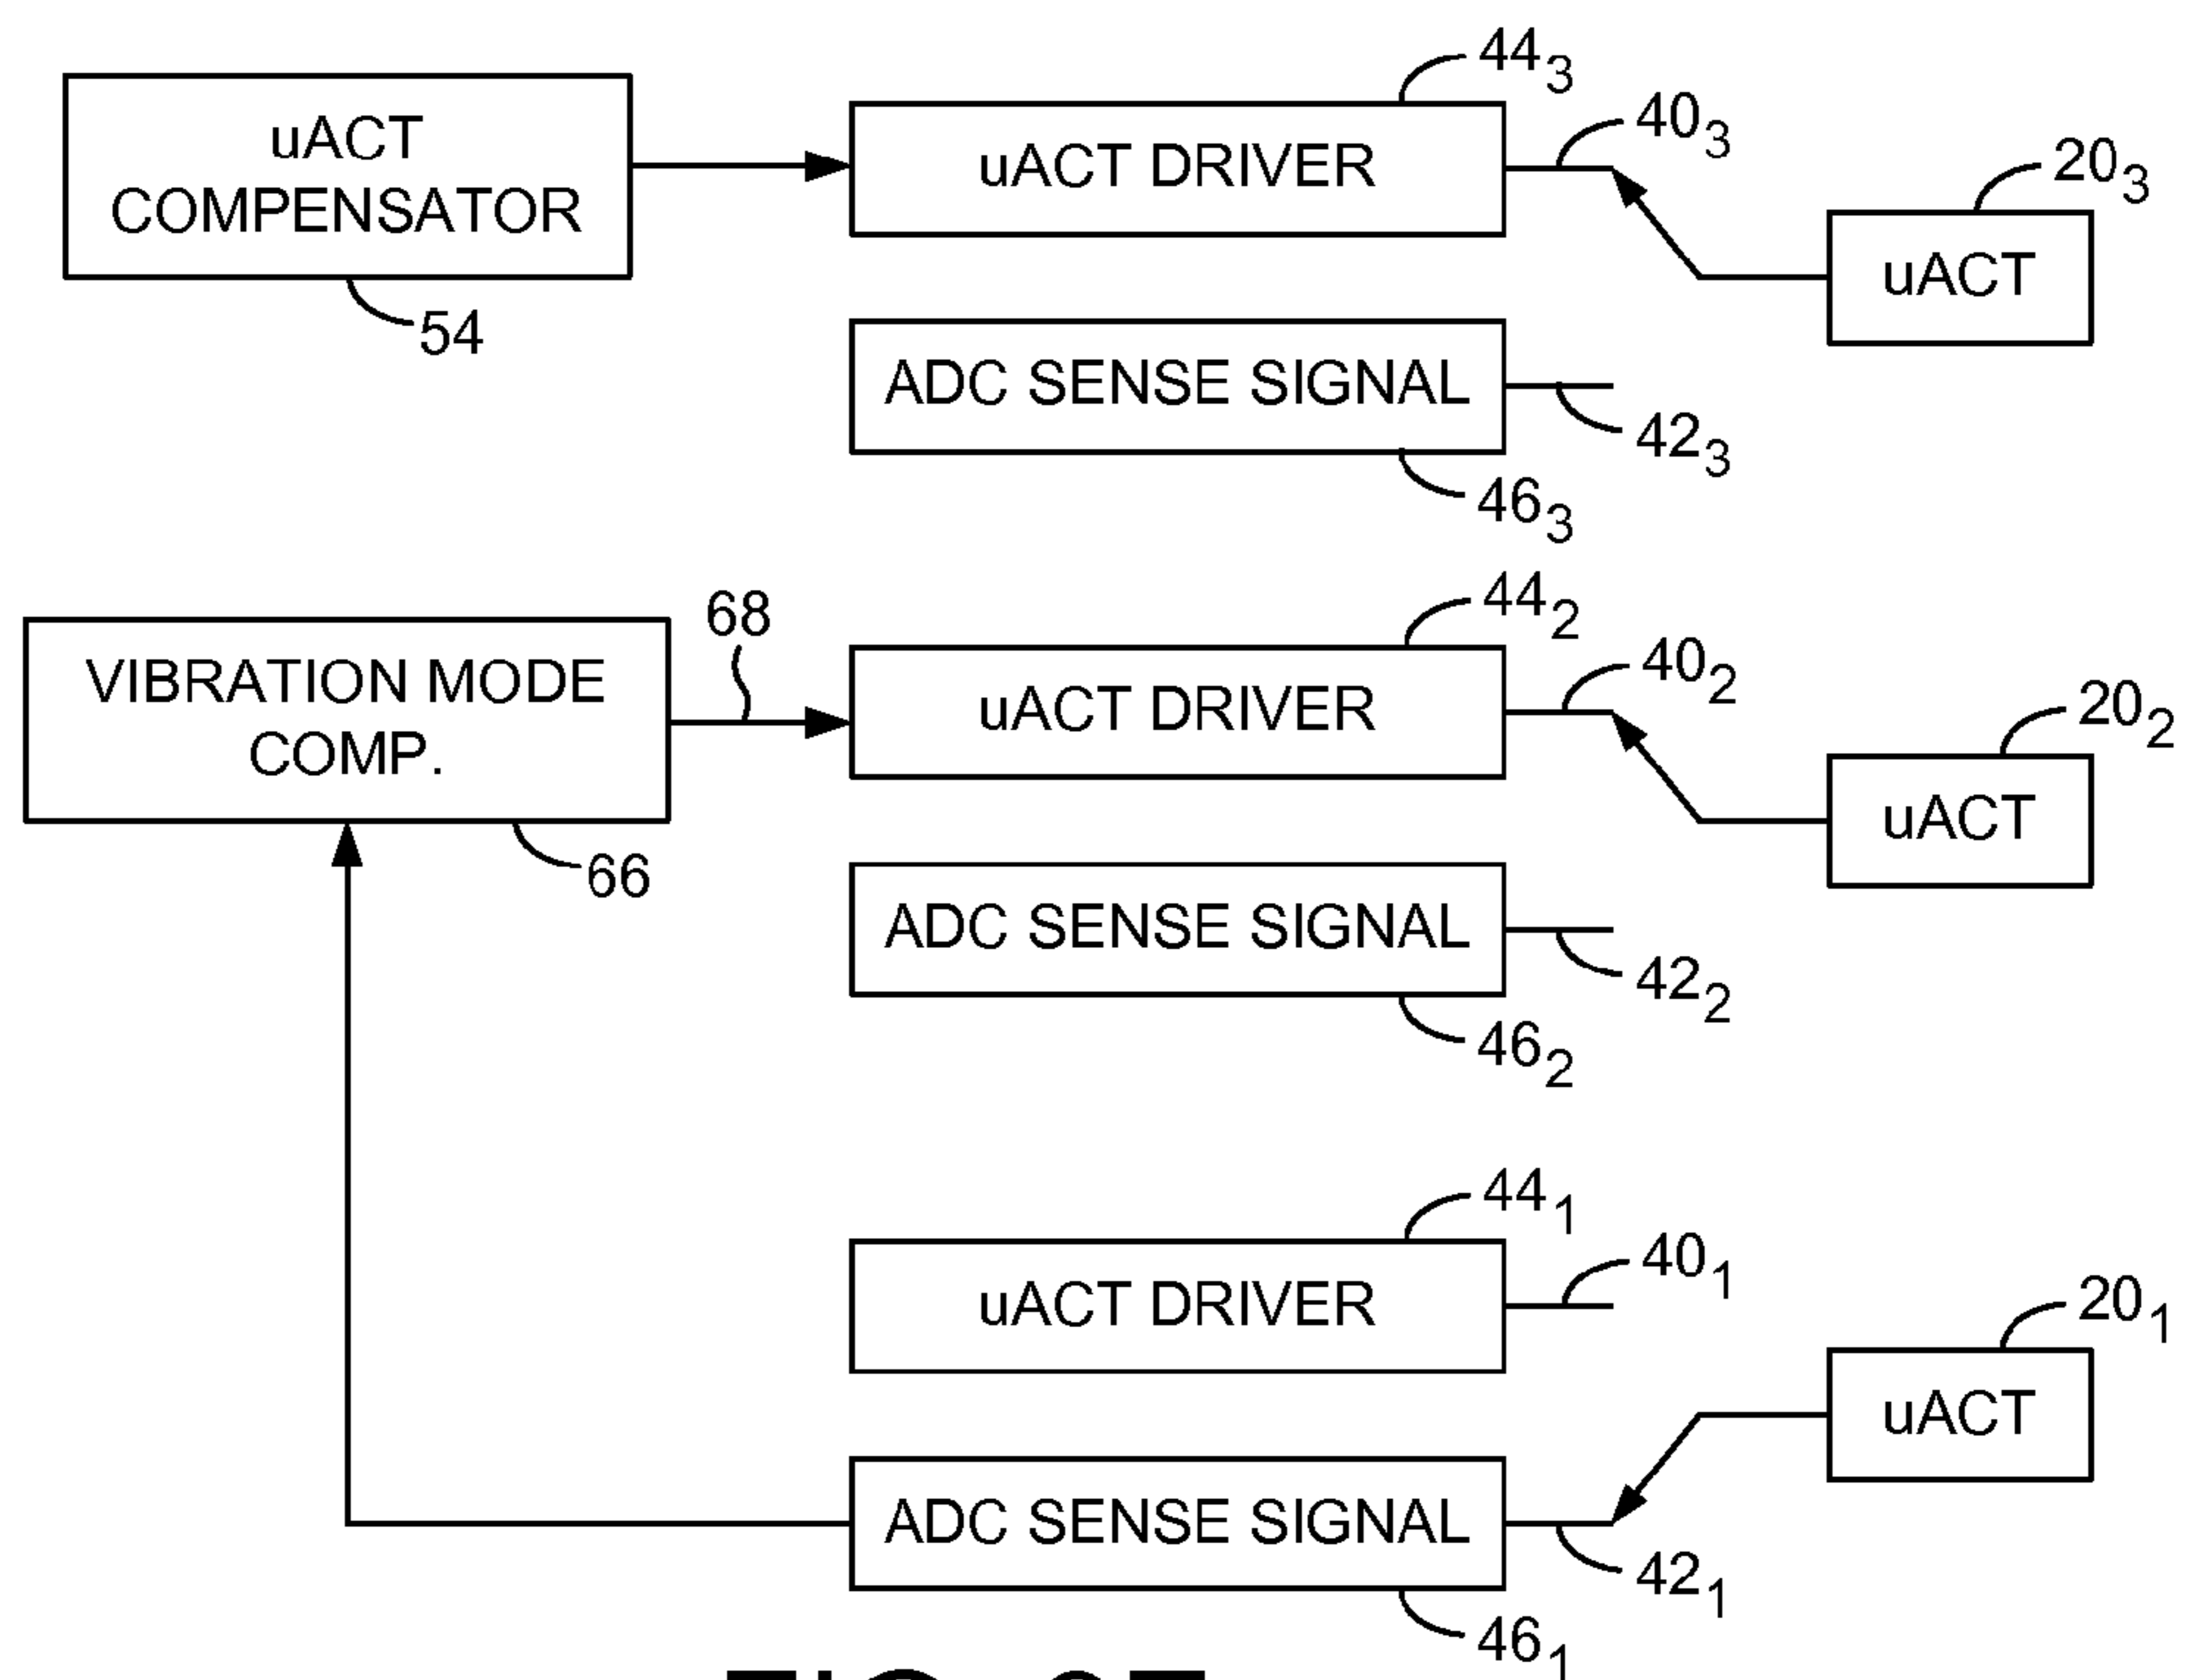 44₃
uACT
COMPENSATOR
uACT DRIVER
40₃
20₃
uACT
54
ADC SENSE SIGNAL
42₃
46₃
68
44₂
VIBRATION MODE
COMP.
uACT DRIVER
40₂
20₂
uACT
66
ADC SENSE SIGNAL
42₂
46₂
44₁
uACT DRIVER
40₁
20₁
uACT
ADC SENSE SIGNAL
42₁
46₁